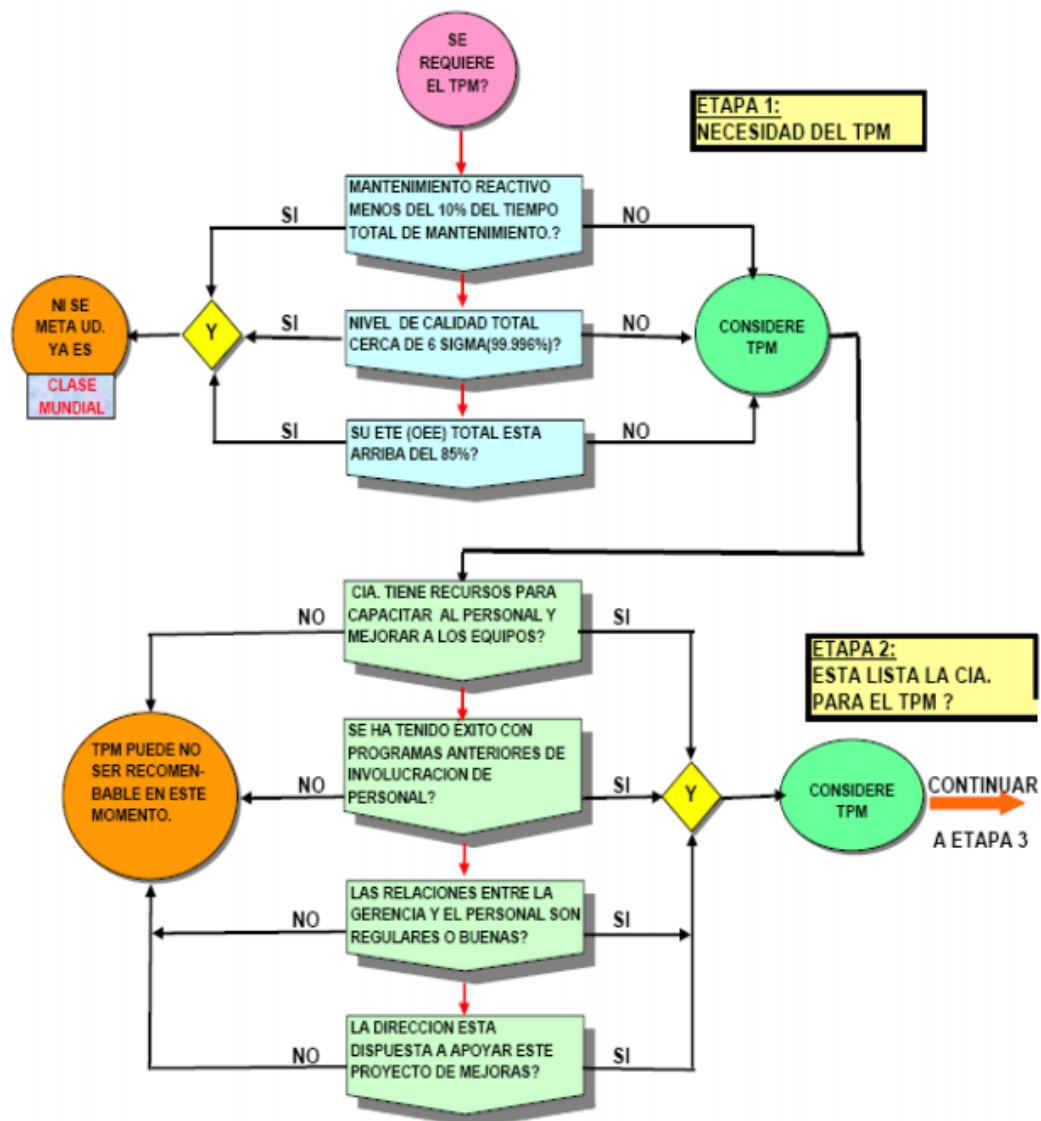 SE
REQUIERE
EL TPM?
ETAPA 1:
NECESIDAD DEL TPM
MANTENIMIENTO REACTIVO
MENOS DEL 10% DEL TIEMPO
TOTAL DE MANTENIMIENTO.?
SI
NO
NI SE
META UD.
YA ES
CLASE
MUNDIAL
Y
SI
NIVEL DE CALIDAD TOTAL
CERCA DE 6 SIGMA(99.996%)?
NO
CONSIDERE
TPM
SI
SU ETE (OEE) TOTAL ESTA
ARRIBA DEL 85%?
NO
CIA. TIENE RECURSOS PARA
CAPACITAR AL PERSONAL Y
MEJORAR A LOS EQUIPOS?
NO
SI
ETAPA 2:
ESTA LISTA LA CIA.
PARA EL TPM ?
TPM PUEDE NO
SER RECOMEN-
BABLE EN ESTE
MOMENTO.
NO
SE HA TENIDO ÉXITO CON
PROGRAMAS ANTERIORES DE
INVOLUCRACION DE
PERSONAL?
SI
Y
CONSIDERE
TPM
CONTINUAR
A ETAPA 3
NO
LAS RELACIONES ENTRE LA
GERENCIA Y EL PERSONAL SON
REGULARES O BUENAS?
SI
NO
LA DIRECCION ESTA
DISPUESTA A APOYAR ESTE
PROYECTO DE MEJORAS?
SI